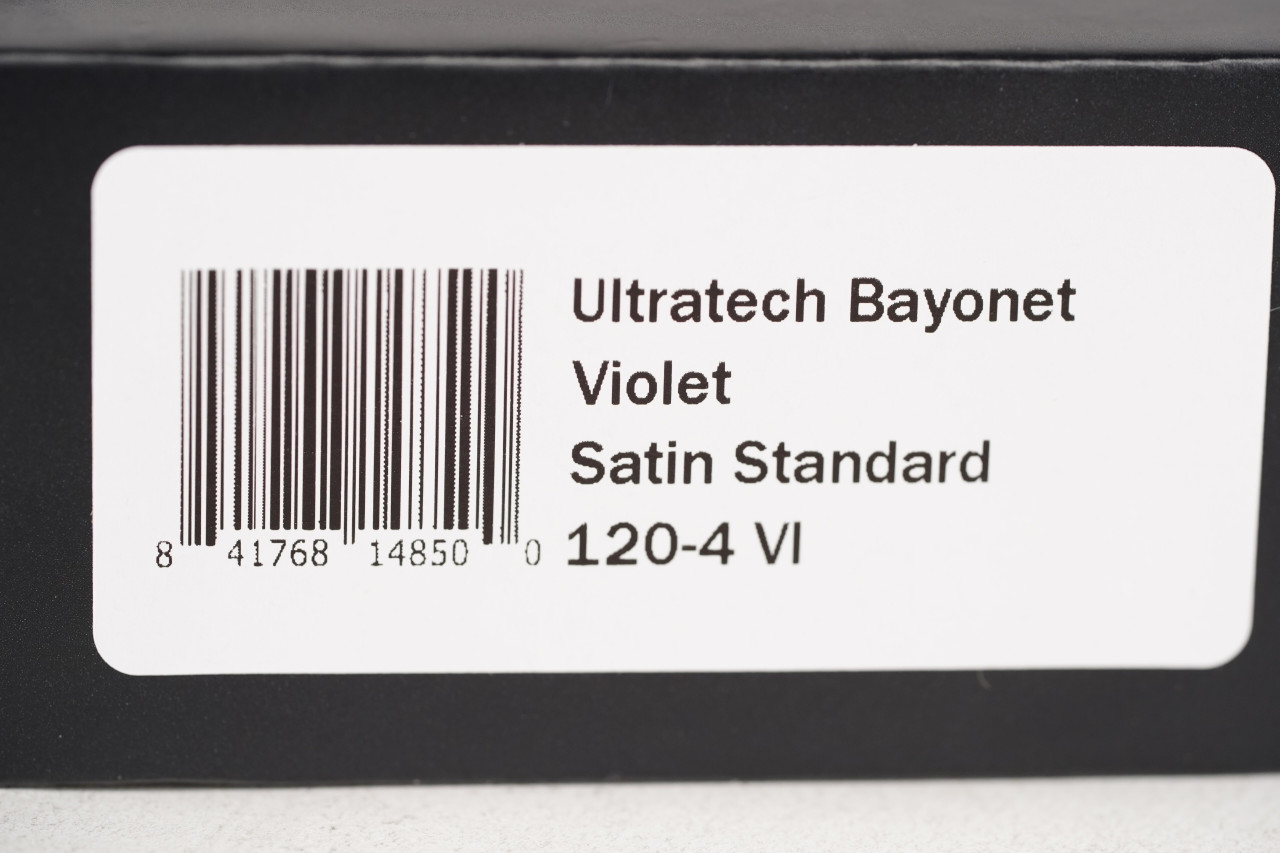 Ultratech Bayonet
Violet
Satin Standard
120-4 VI
8 41768 14850 0